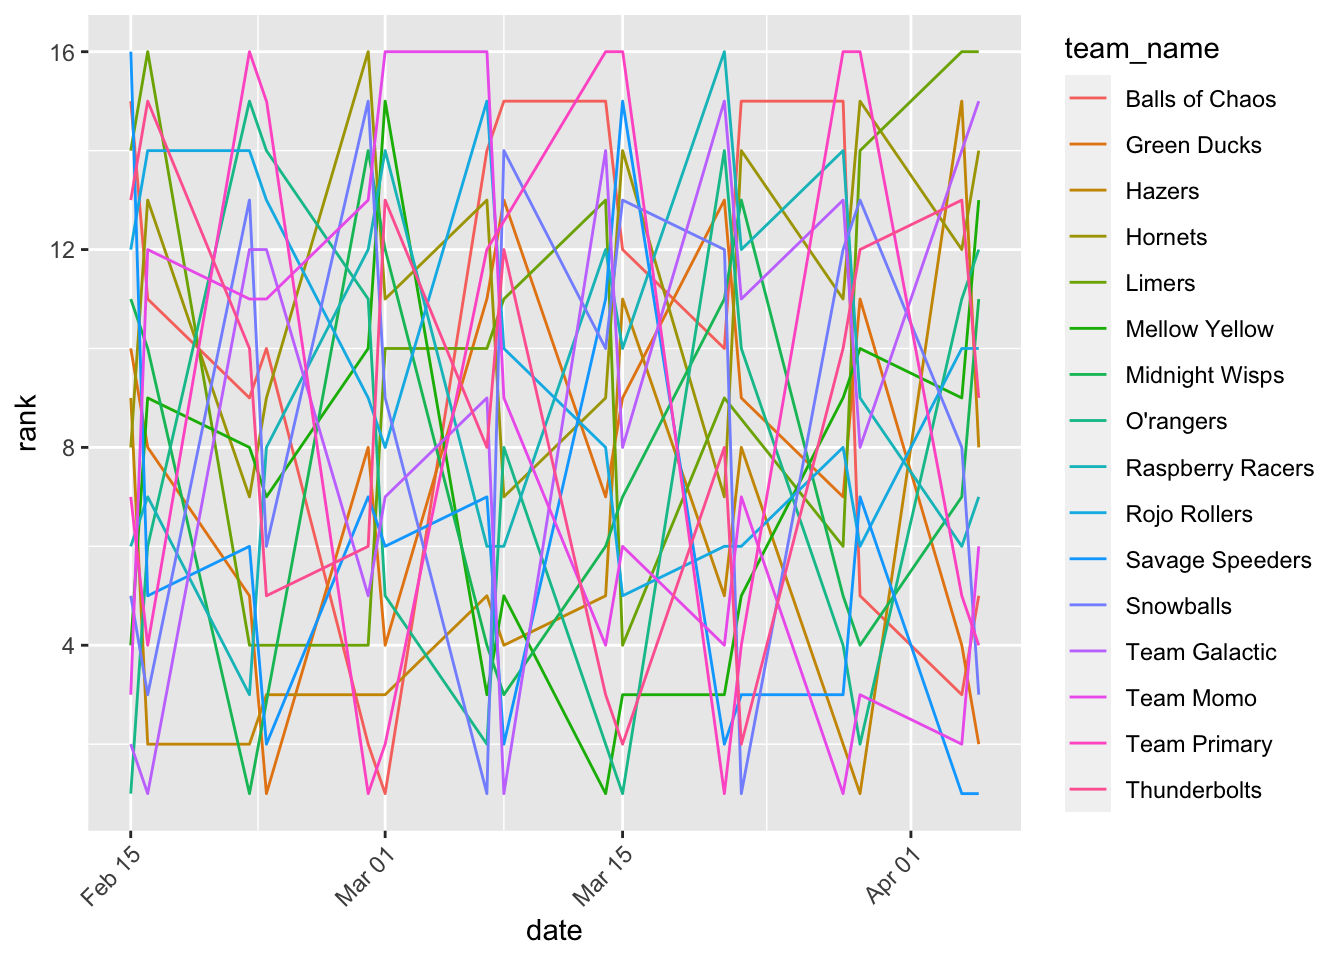 16
12
8
4
rank
Feb 15
Mar 01
Mar 15
Apr 01
date
team_name
Balls of Chaos
Green Ducks
Hazers
Hornets
Limers
Mellow Yellow
Midnight Wisps
O'rangers
Raspberry Racers
Rojo Rollers
Savage Speeders
Snowballs
Team Galactic
Team Momo
Team Primary
Thunderbolts